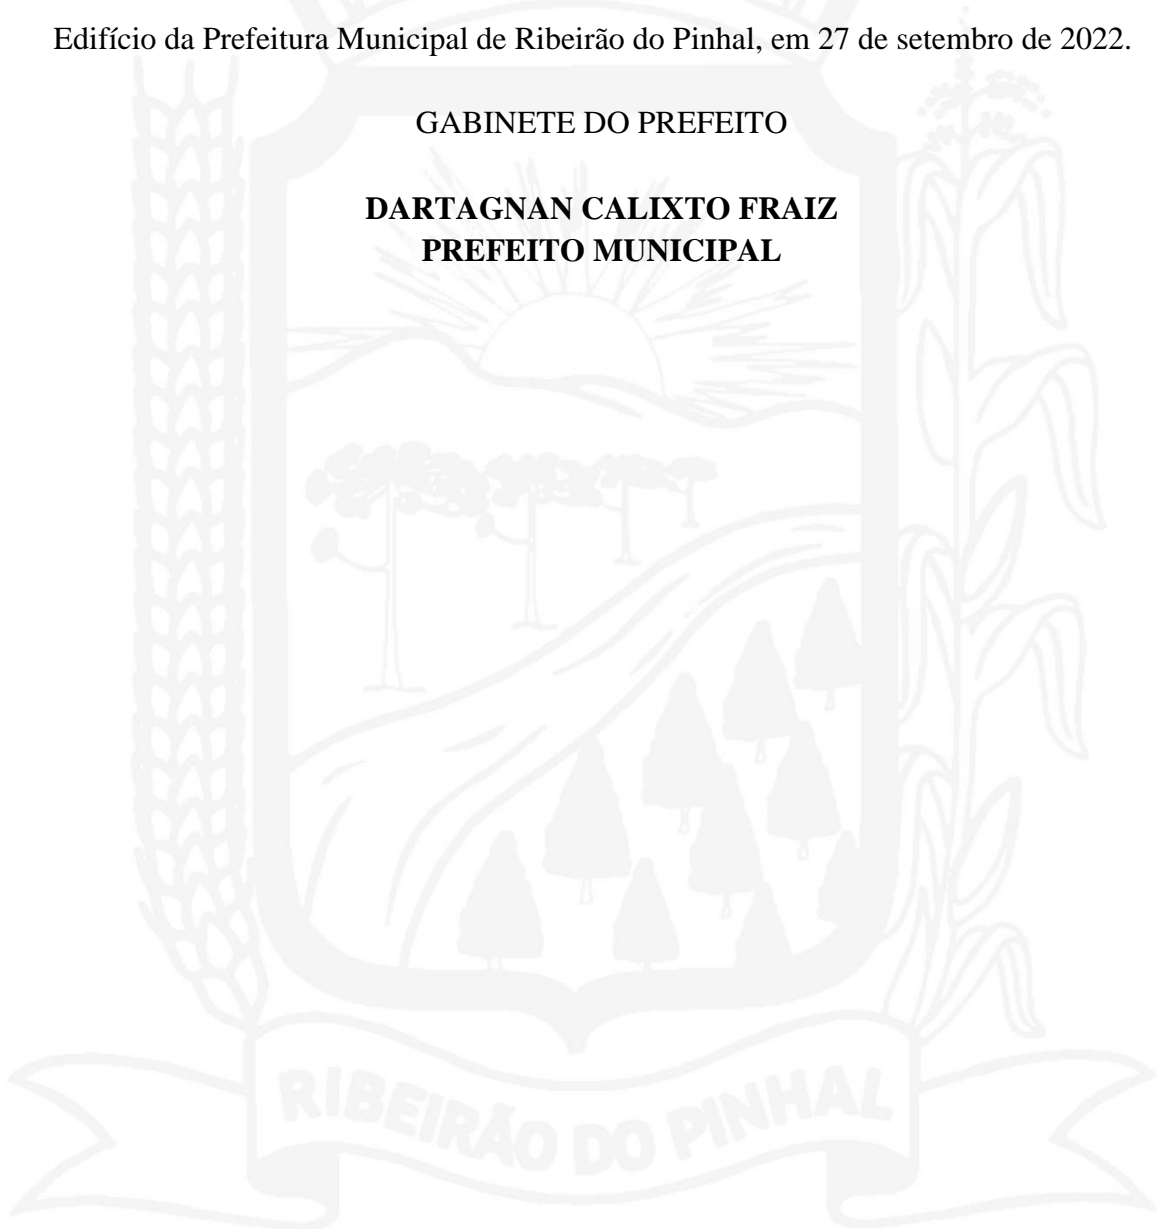 Edifício da Prefeitura Municipal de Ribeirão do Pinhal, em 27 de setembro de 2022.
GABINETE DO PREFEITO
DARTAGNAN CALIXTO FRAIZ
PREFEITO MUNICIPAL
RIBEIRÃO DO PINHAL